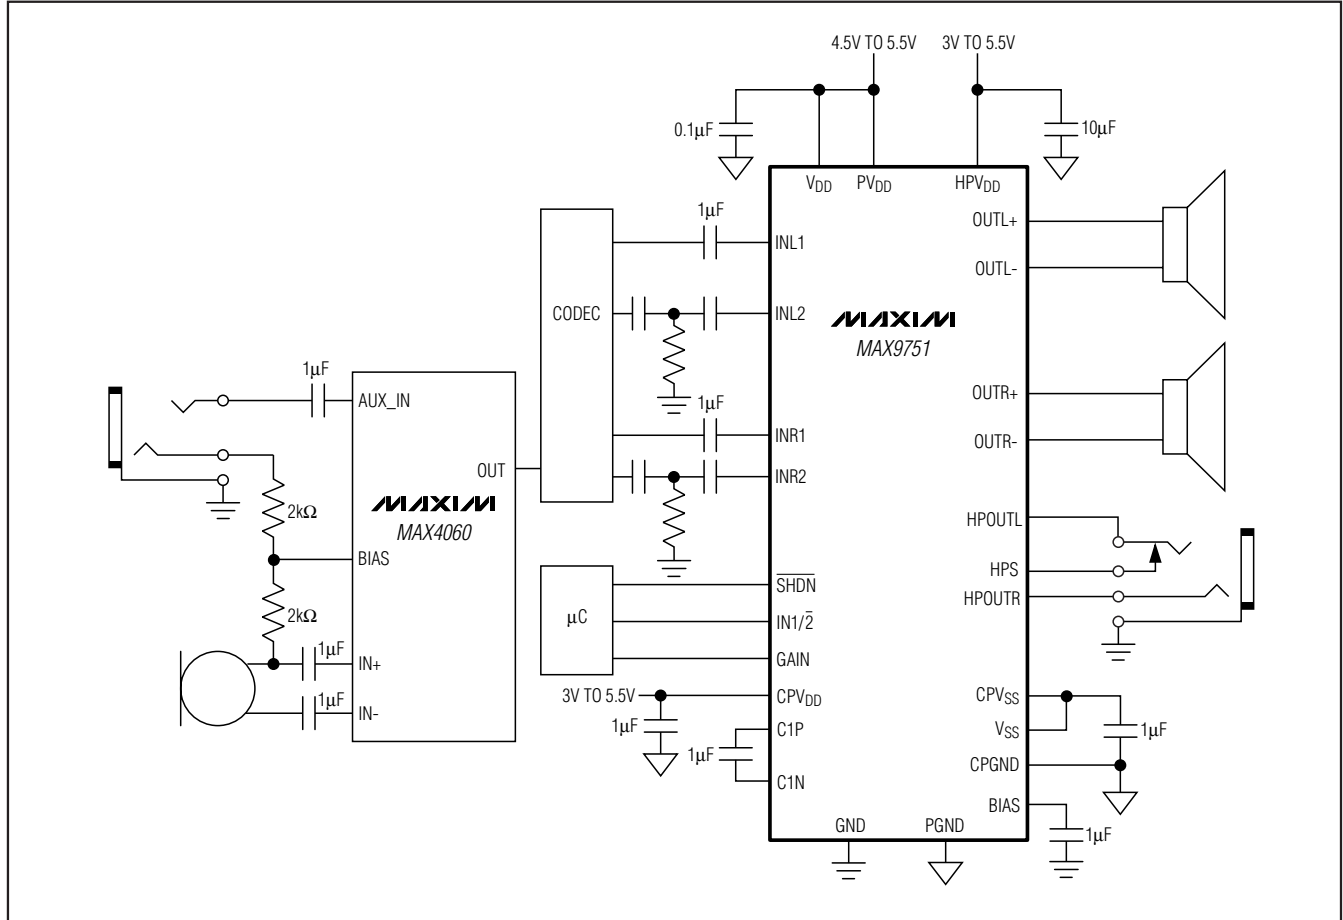 4.5V TO 5.5V
3V TO 5.5V
0.1µF
10µF
VDD
PVDD
HPVDD
1µF
INL1
OUTL+
OUTL-
CODEC
INL2
MAXIM
MAX9751
1µF
AUX_IN
1µF
INR1
OUTR+
OUTR-
OUT
INR2
2kΩ
MAXIM
MAX4060
HPOUTL
BIAS
HPS
SHDN
HPOUTR
2kΩ
µC
IN1/2̅
GAIN
1µF
IN+
3V TO 5.5V
CPVDD
CPVSS
1µF
IN-
1µF
C1P
VSS
1µF
1µF
CPGND
C1N
BIAS
1µF
GND
PGND